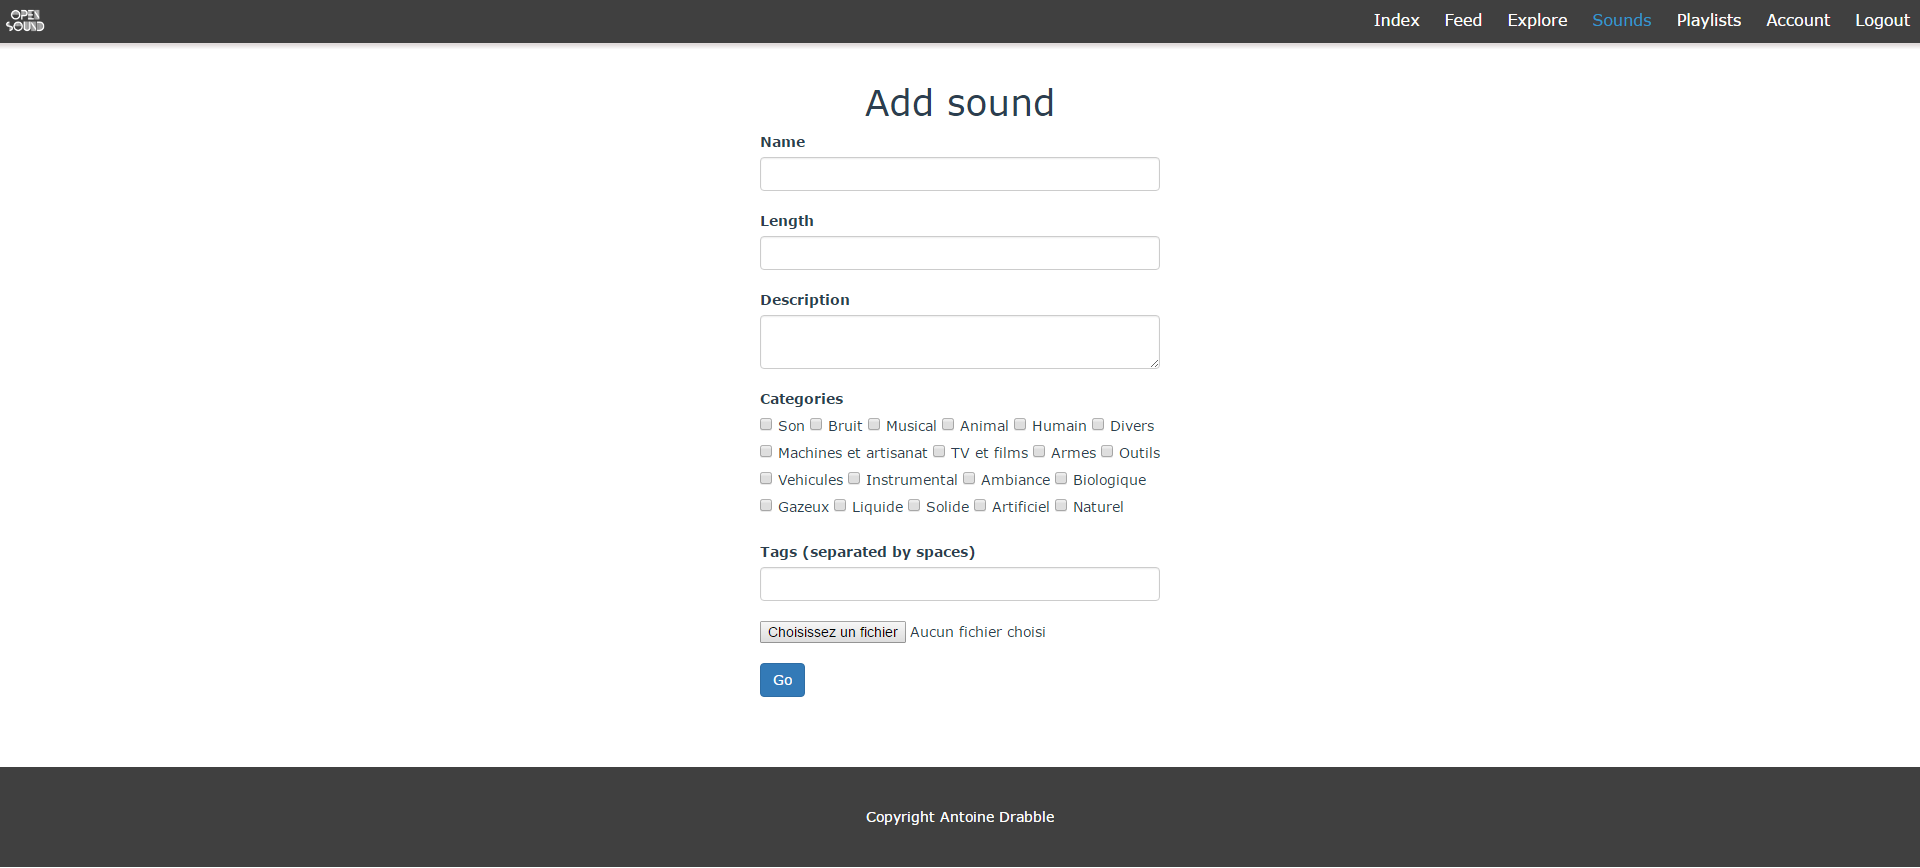 OPEN
SOUND
Index Feed Explore Sounds Playlists Account Logout
Add sound
Name
Length
Description
Categories
Son Bruit Musical Animal Humain Divers
Machines et artisanat TV et films Armes Outils
Vehicules Instrumental Ambiance Biologique
Gazeux Liquide Solide Artificiel Naturel
Tags (separated by spaces)
Choisissez un fichier Aucun fichier choisi
Go
Copyright Antoine Drabble